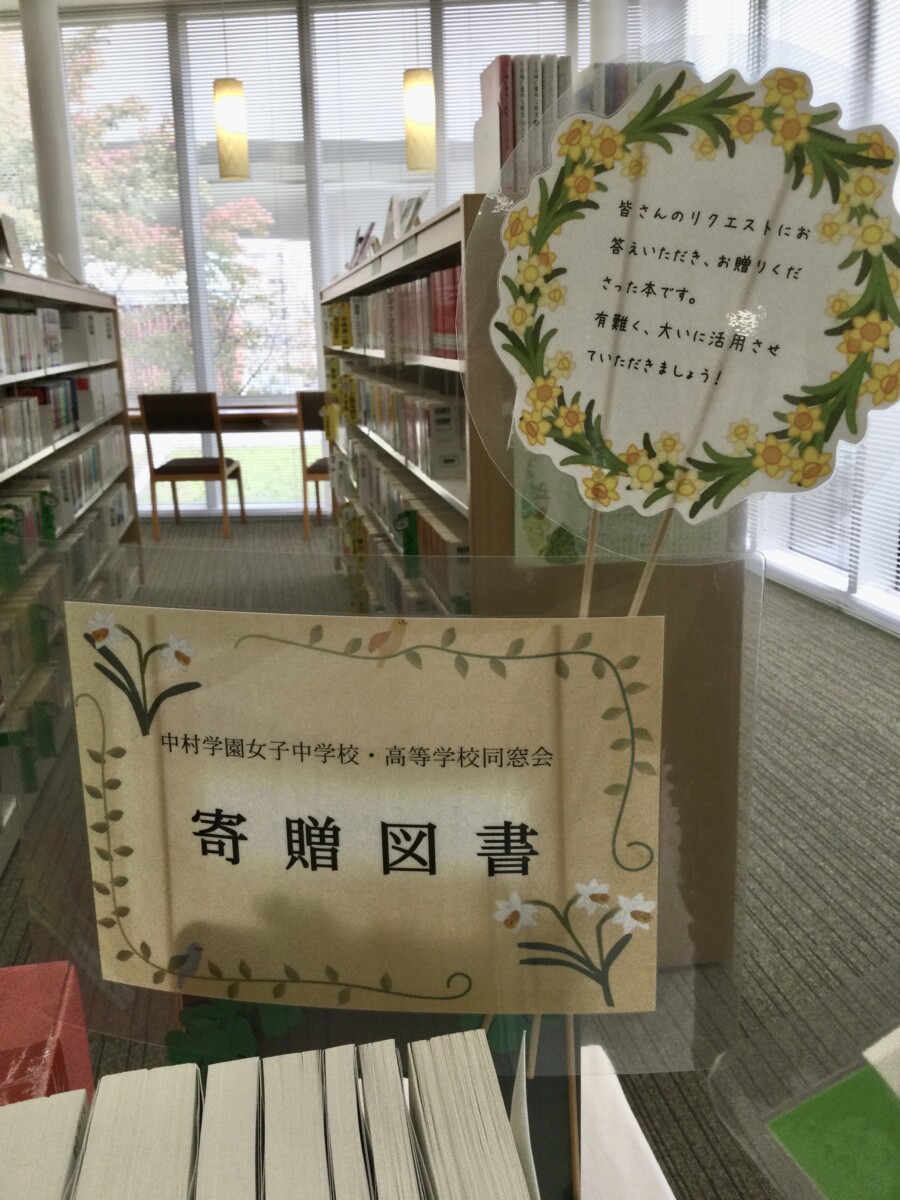 皆さんのリクエストにお
答えいただき、お贈りくだ
さった本です。
有難く、大いに活用させ
ていただきましょう！
中村学園女子中学校・高等学校同窓会
寄贈図書